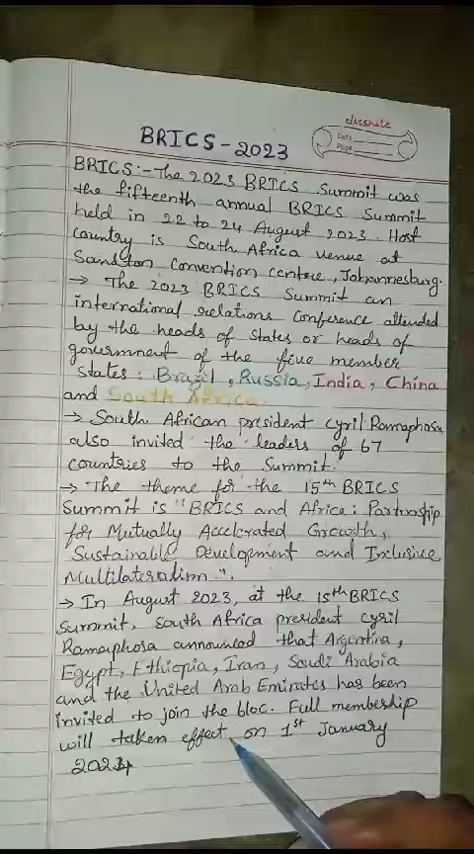 classmate
Date
Page
BRICS - 2023
BRICS:- The 2023 BRICS Summit was
the fifteenth annual BRICS Summit
held in 22 to 24 August 2023. Host
country is South Africa venue at
Sandton Convention centere, Johannesburg.
→ The 2023 BRICS Summit an
international relations Conference attended
by the heads of states or heads of
government of the five member
states: Brazil, Russia, India, China
and South Africa.
→ South African president cyril Ramaphosa
also invited the leaders of 67
countries to the Summit.
→ The theme for the 15th BRICS
Summit is "BRICS and Africa: Partnership
for Mutually Accelerated Growth,
Sustainable Development and Inclusive
Multilateralism".
→ In August 2023, at the 15th BRICS
Summit, South Africa president cyril
Ramaphosa announced that Argentina,
Egypt, Ethiopia, Iran, Saudi Arabia
and the United Arab Emirates has been
invited to join the bloc. Full membership
will taken effect on 1st January
2024